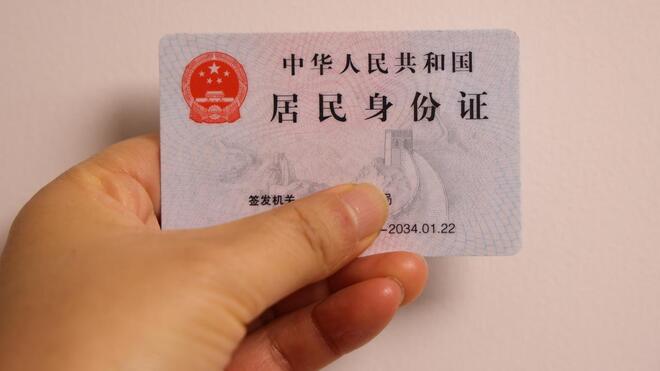 中华人民共和国
居民身份证
签发机关 局
-2034.01.22